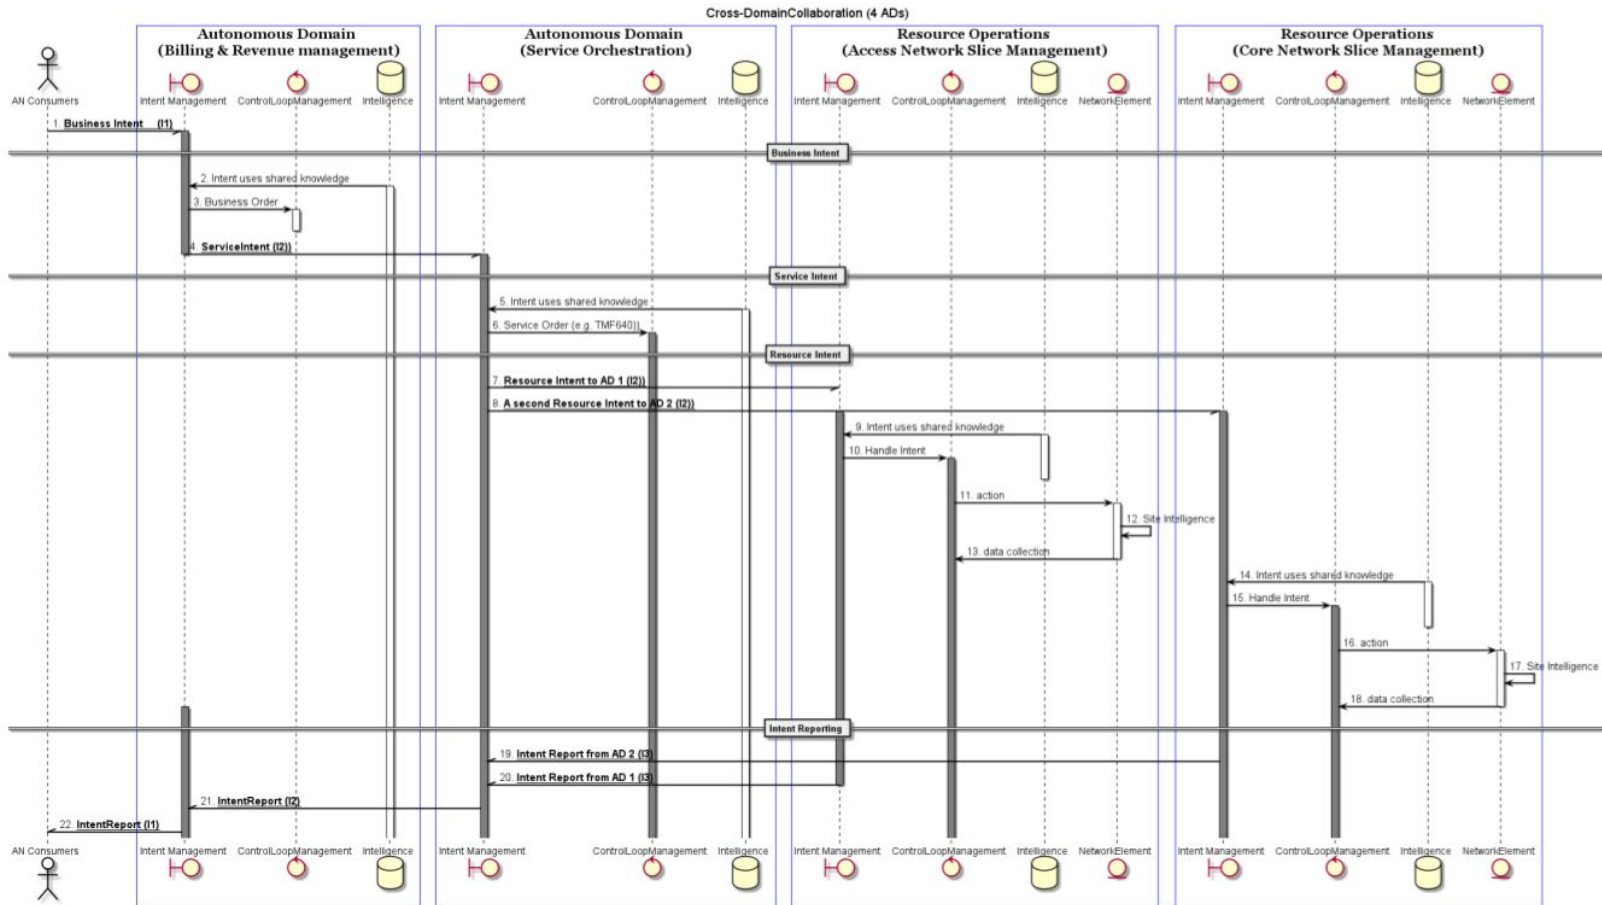 Cross-DomainCollaboration (4 ADs)
Autonomous Domain
(Billing & Revenue management)
Autonomous Domain
(Service Orchestration)
Resource Operations
(Access Network Slice Management)
Resource Operations
(Core Network Slice Management)
AN Consumers
Intent Management
ControlLoopManagement
Intelligence
Intent Management
ControlLoopManagement
Intelligence
Intent Management
ControlLoopManagement
Intelligence
NetworkElement
Intent Management
ControlLoopManagement
Intelligence
NetworkElement
1. Business Intent (I1)
Business Intent
2. Intent uses shared knowledge
3. Business Order
4. ServiceIntent (I2))
Service Intent
5. Intent uses shared knowledge
6. Service Order (e.g. TMF640))
Resource Intent
7. Resource Intent to AD 1 (I2))
8. A second Resource Intent to AD 2 (I2))
9. Intent uses shared knowledge
10. Handle Intent
11. action
12. Site Intelligence
13. data collection
14. Intent uses shared knowledge
15. Handle Intent
16. action
17. Site Intelligence
18. data collection
Intent Reporting
19. Intent Report from AD 2 (I3)
20. Intent Report from AD 1 (I3)
21. IntentReport (I2)
22. IntentReport (I1)
AN Consumers
Intent Management
ControlLoopManagement
Intelligence
Intent Management
ControlLoopManagement
Intelligence
Intent Management
ControlLoopManagement
Intelligence
NetworkElement
Intent Management
ControlLoopManagement
Intelligence
NetworkElement